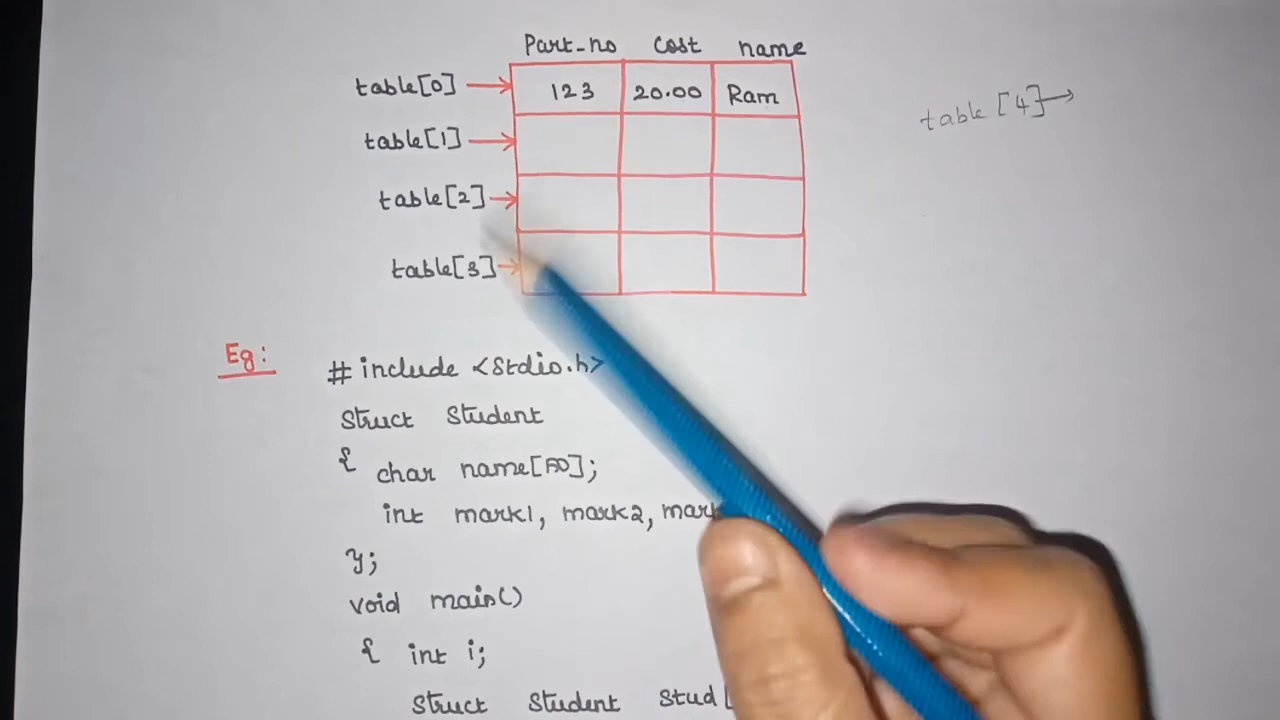 Part_no cost name
table[0] → 123 20.00 Ram
table[4] →
table[1] →
table[2] →
table[3] →
Eg:
#include <stdio.h>
struct student
{ char name[50];
int mark1, mark2, mark
};
void main()
{ int i;
struct student stud[